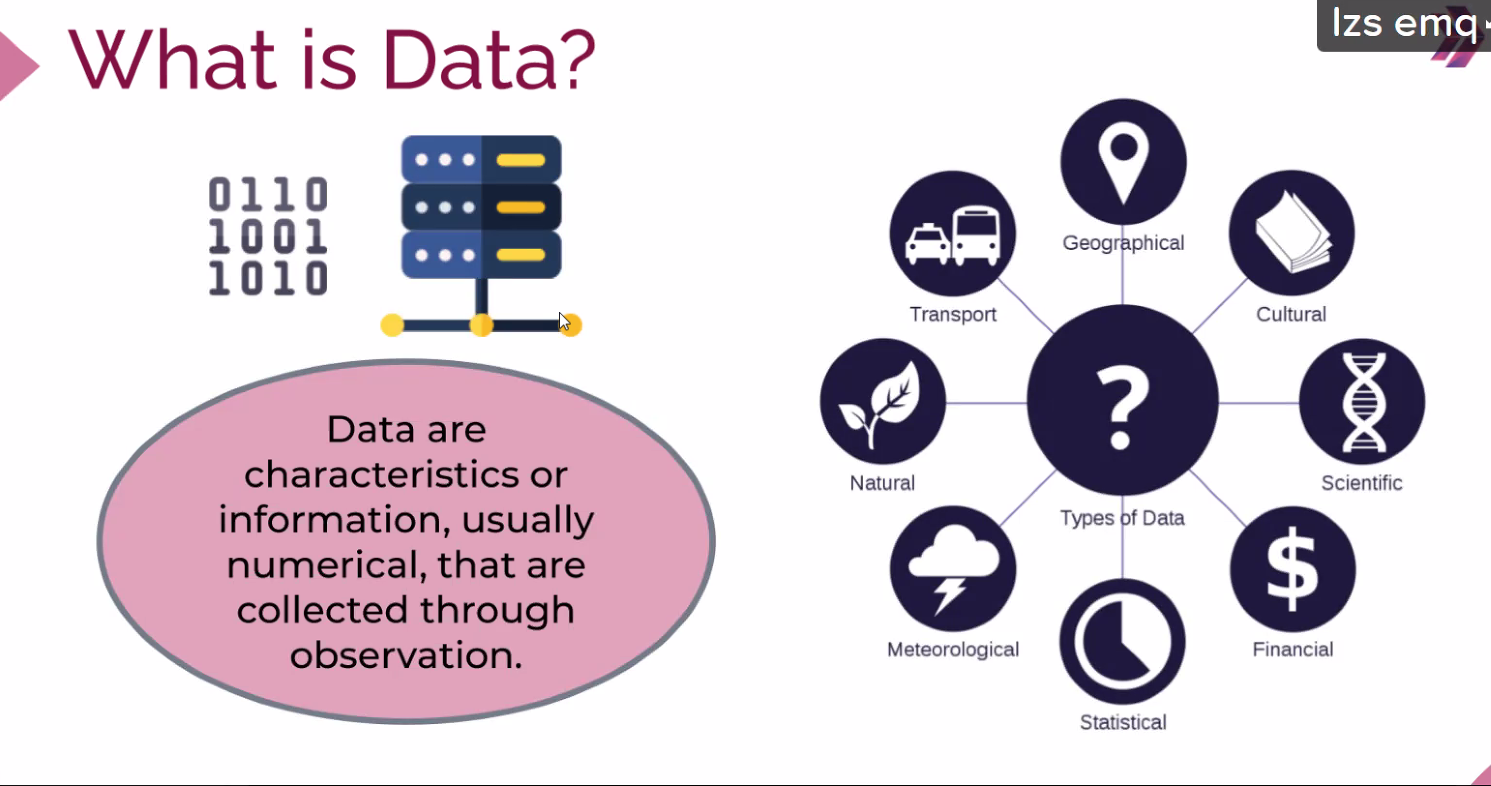 What is Data?
lzs emq
0110
1001
1010
Data are
characteristics or
information, usually
numerical, that are
collected through
observation.
Geographical
Transport
Cultural
?
Natural
Scientific
Types of Data
Meteorological
$
Financial
Statistical